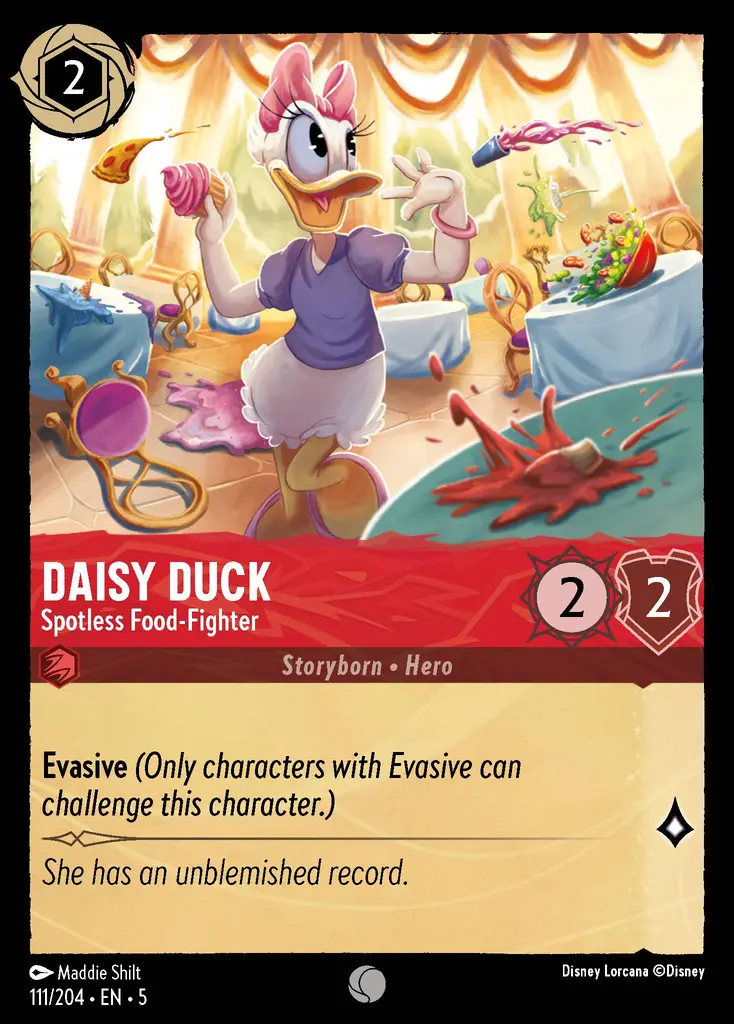 2
DAISY DUCK
Spotless Food-Fighter
2
2
Storyborn • Hero
Evasive (Only characters with Evasive can
challenge this character.)
She has an unblemished record.
Maddie Shilt
Disney Lorcana ©Disney
111/204 • EN • 5